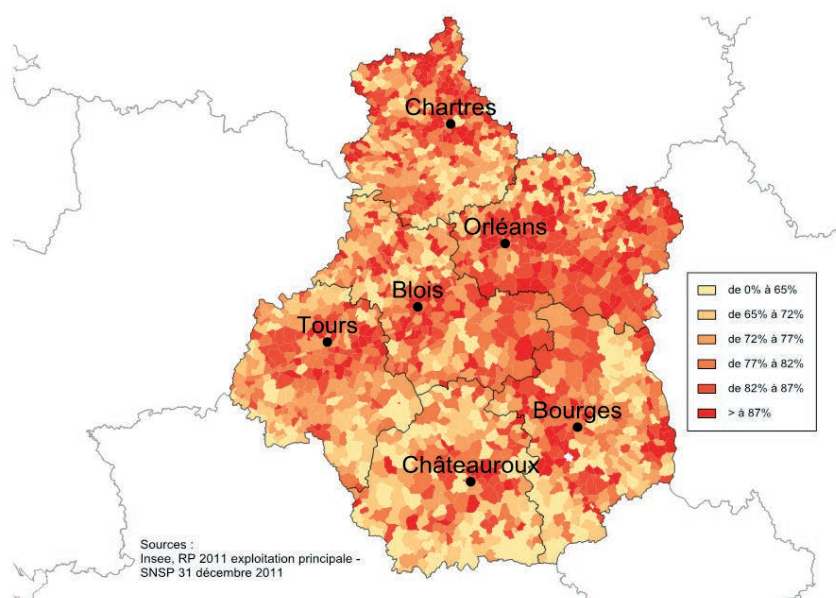 Chartres
Orléans
Blois
Tours
Bourges
Châteauroux
de 0% à 65%
de 65% à 72%
de 72% à 77%
de 77% à 82%
de 82% à 87%
> à 87%
Sources :
Insee, RP 2011 exploitation principale -
SNSP 31 décembre 2011